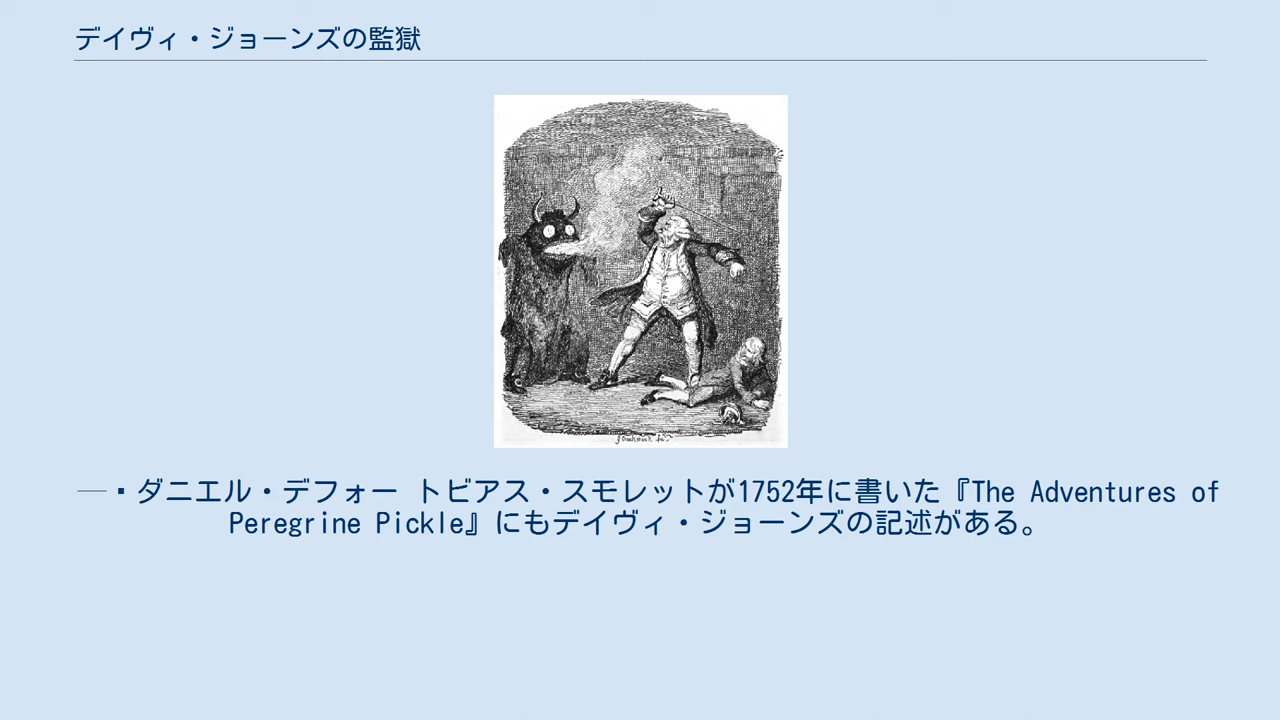 デイヴィ・ジョーンズの監獄
―・ダニエル・デフォー トビアス・スモレットが1752年に書いた『The Adventures of
Peregrine Pickle』にもデイヴィ・ジョーンズの記述がある。